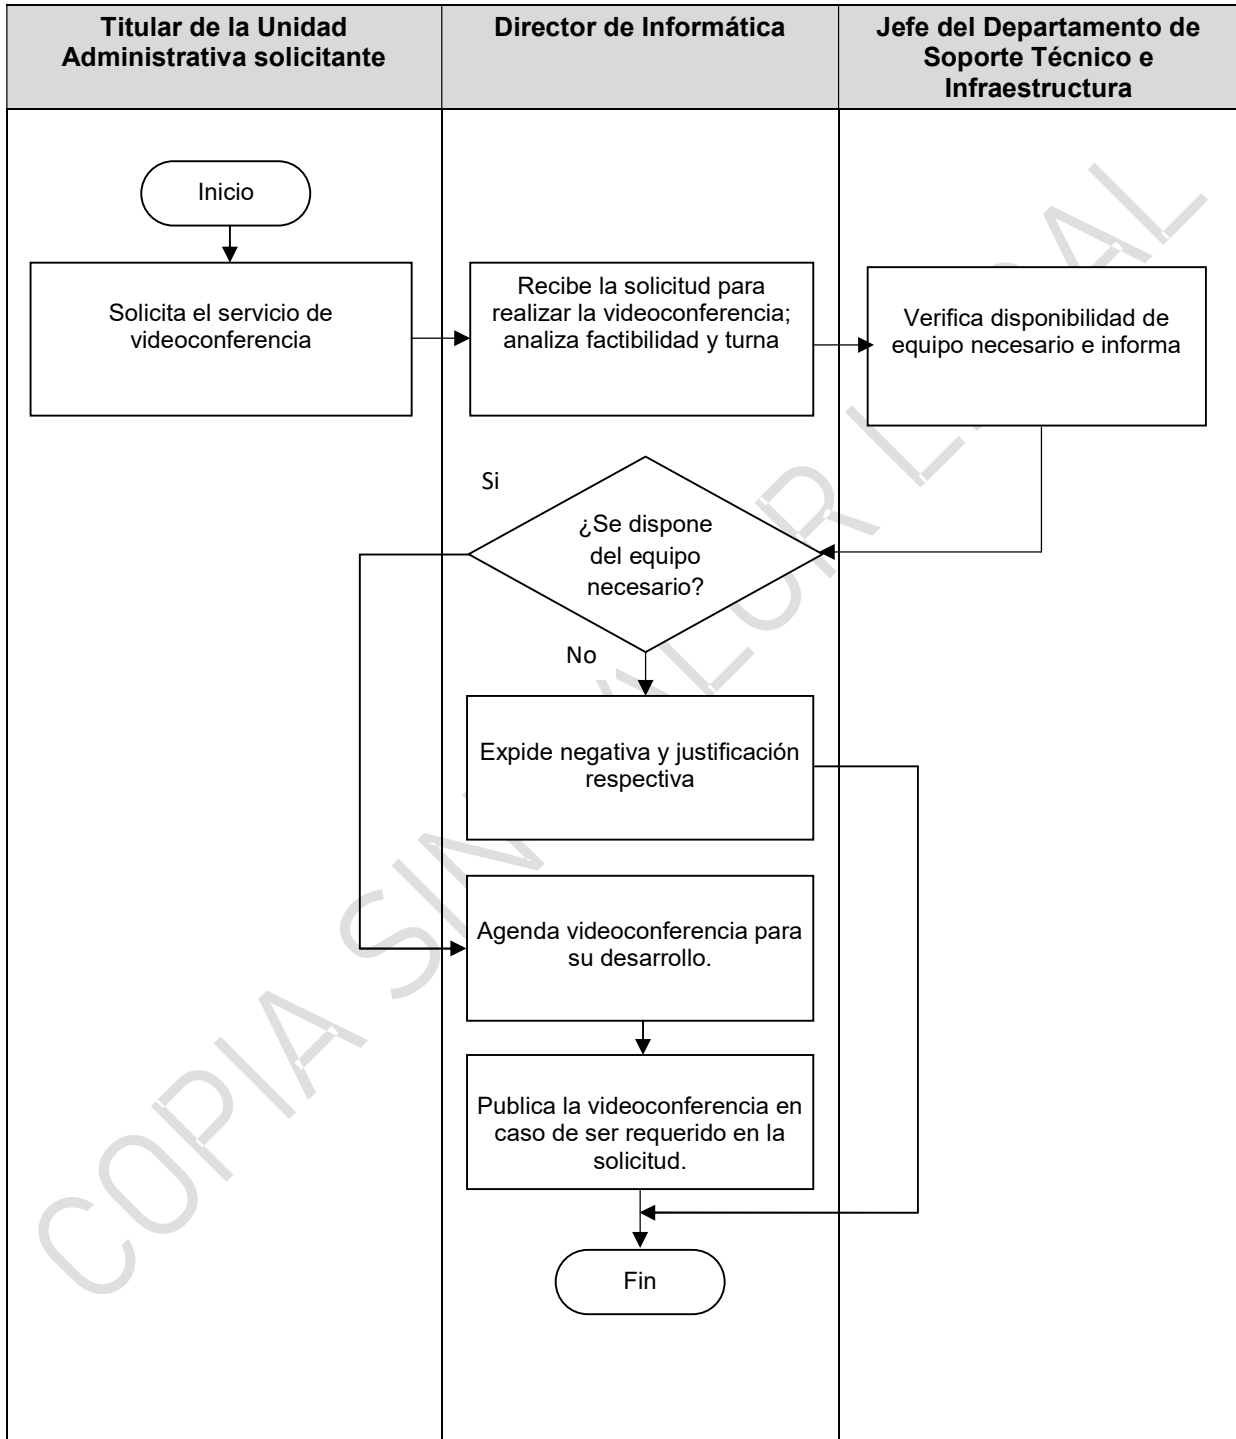 Titular de la Unidad
Administrativa solicitante
Director de Informática
Jefe del Departamento de
Soporte Técnico e
Infraestructura
Inicio
Solicita el servicio de
videoconferencia
Recibe la solicitud para
realizar la videoconferencia;
analiza factibilidad y turna
Verifica disponibilidad de
equipo necesario e informa
Si
¿Se dispone
del equipo
necesario?
No
Expide negativa y justificación
respectiva
Agenda videoconferencia para
su desarrollo.
Publica la videoconferencia en
caso de ser requerido en la
solicitud.
Fin
COPIA SIN VALOR LEGAL